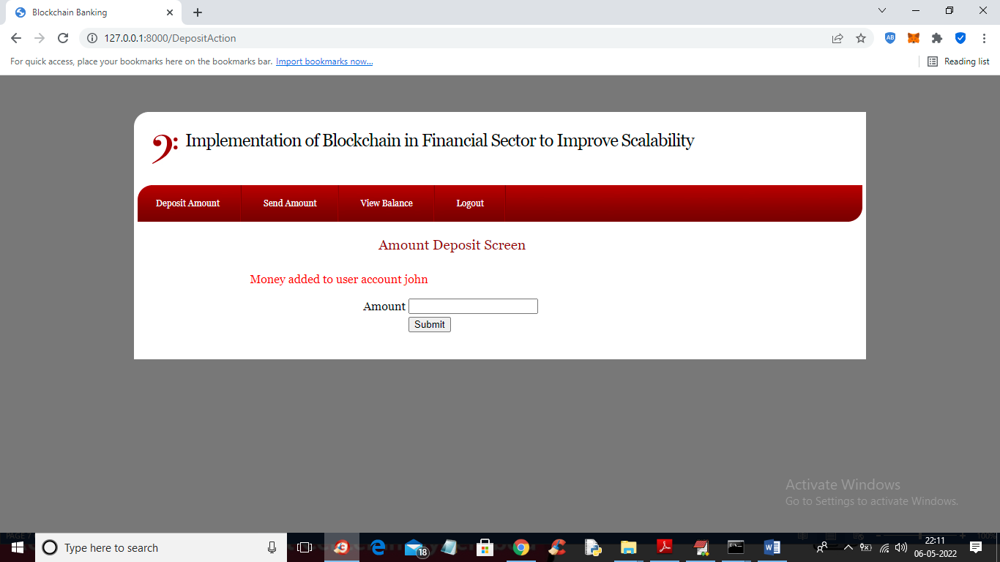 Blockchain Banking
127.0.0.1:8000/DepositAction
For quick access, place your bookmarks here on the bookmarks bar. Import bookmarks now...
Reading list
Implementation of Blockchain in Financial Sector to Improve Scalability
Deposit Amount Send Amount View Balance Logout
Amount Deposit Screen
Money added to user account john
Amount
Submit
Activate Windows
Go to Settings to activate Windows.
PAGE 7
100%
Type here to search
18
22:11
06-05-2022